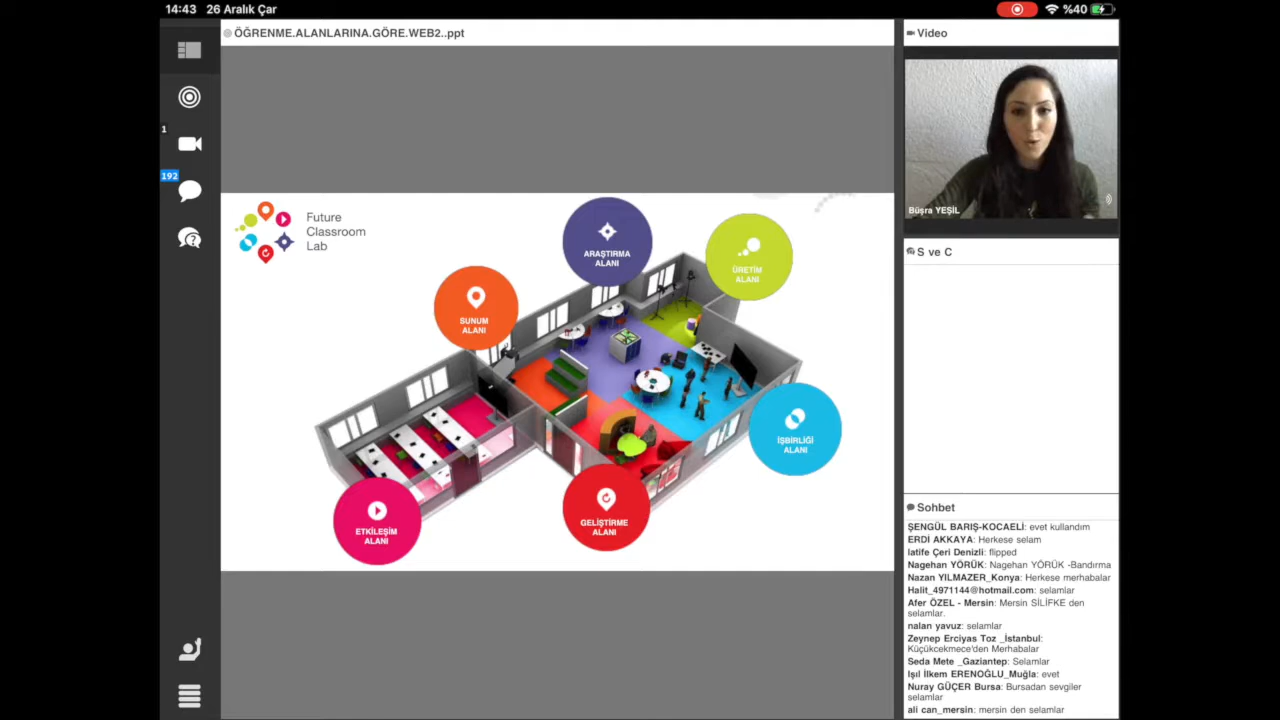 14:43 26 Aralık Çar
%40
ÖĞRENME.ALANLARINA.GÖRE.WEB2..ppt
1
192
Future
Classroom
Lab
ARAŞTIRMA
ALANI
ÜRETİM
ALANI
SUNUM
ALANI
İŞBİRLİĞİ
ALANI
GELİŞTİRME
ALANI
ETKİLEŞİM
ALANI
Video
Büşra YEŞİL
S ve C
Sohbet
ŞENGÜL BARIŞ-KOCAELİ: evet kullandım
ERDİ AKKAYA: Herkese selam
latife Çeri Denizli: flipped
Nagehan YÖRÜK: Nagehan YÖRÜK -Bandırma
Nazan YILMAZER_Konya: Herkese merhabalar
Halit_4971144@hotmail.com: selamlar
Afer ÖZEL - Mersin: Mersin SİLİFKE den
selamlar.
nalan yavuz: selamlar
Zeynep Erciyas Toz _İstanbul:
Küçükcekmece'den Merhabalar
Seda Mete _Gaziantep: Selamlar
Işıl İlkem ERENOĞLU_Muğla: evet
Nuray GÜÇER Bursa: Bursadan sevgiler
selamlar
ali can_mersin: mersin den selamlar